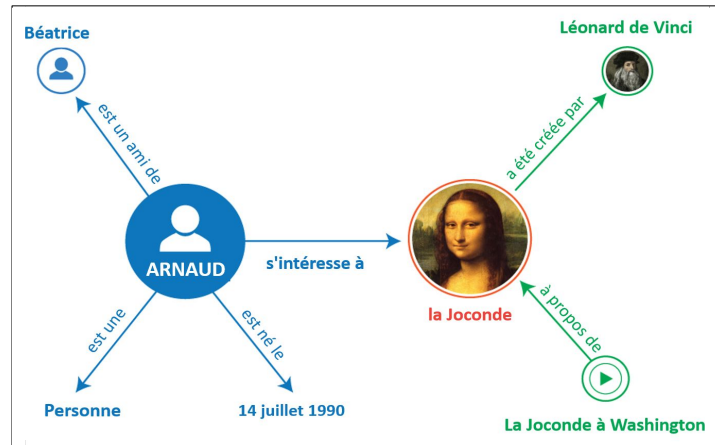 Béatrice
Léonard de Vinci
est un ami de
a été créée par
ARNAUD
s'intéresse à
la Joconde
est une
est né le
à propos de
Personne
14 juillet 1990
La Joconde à Washington